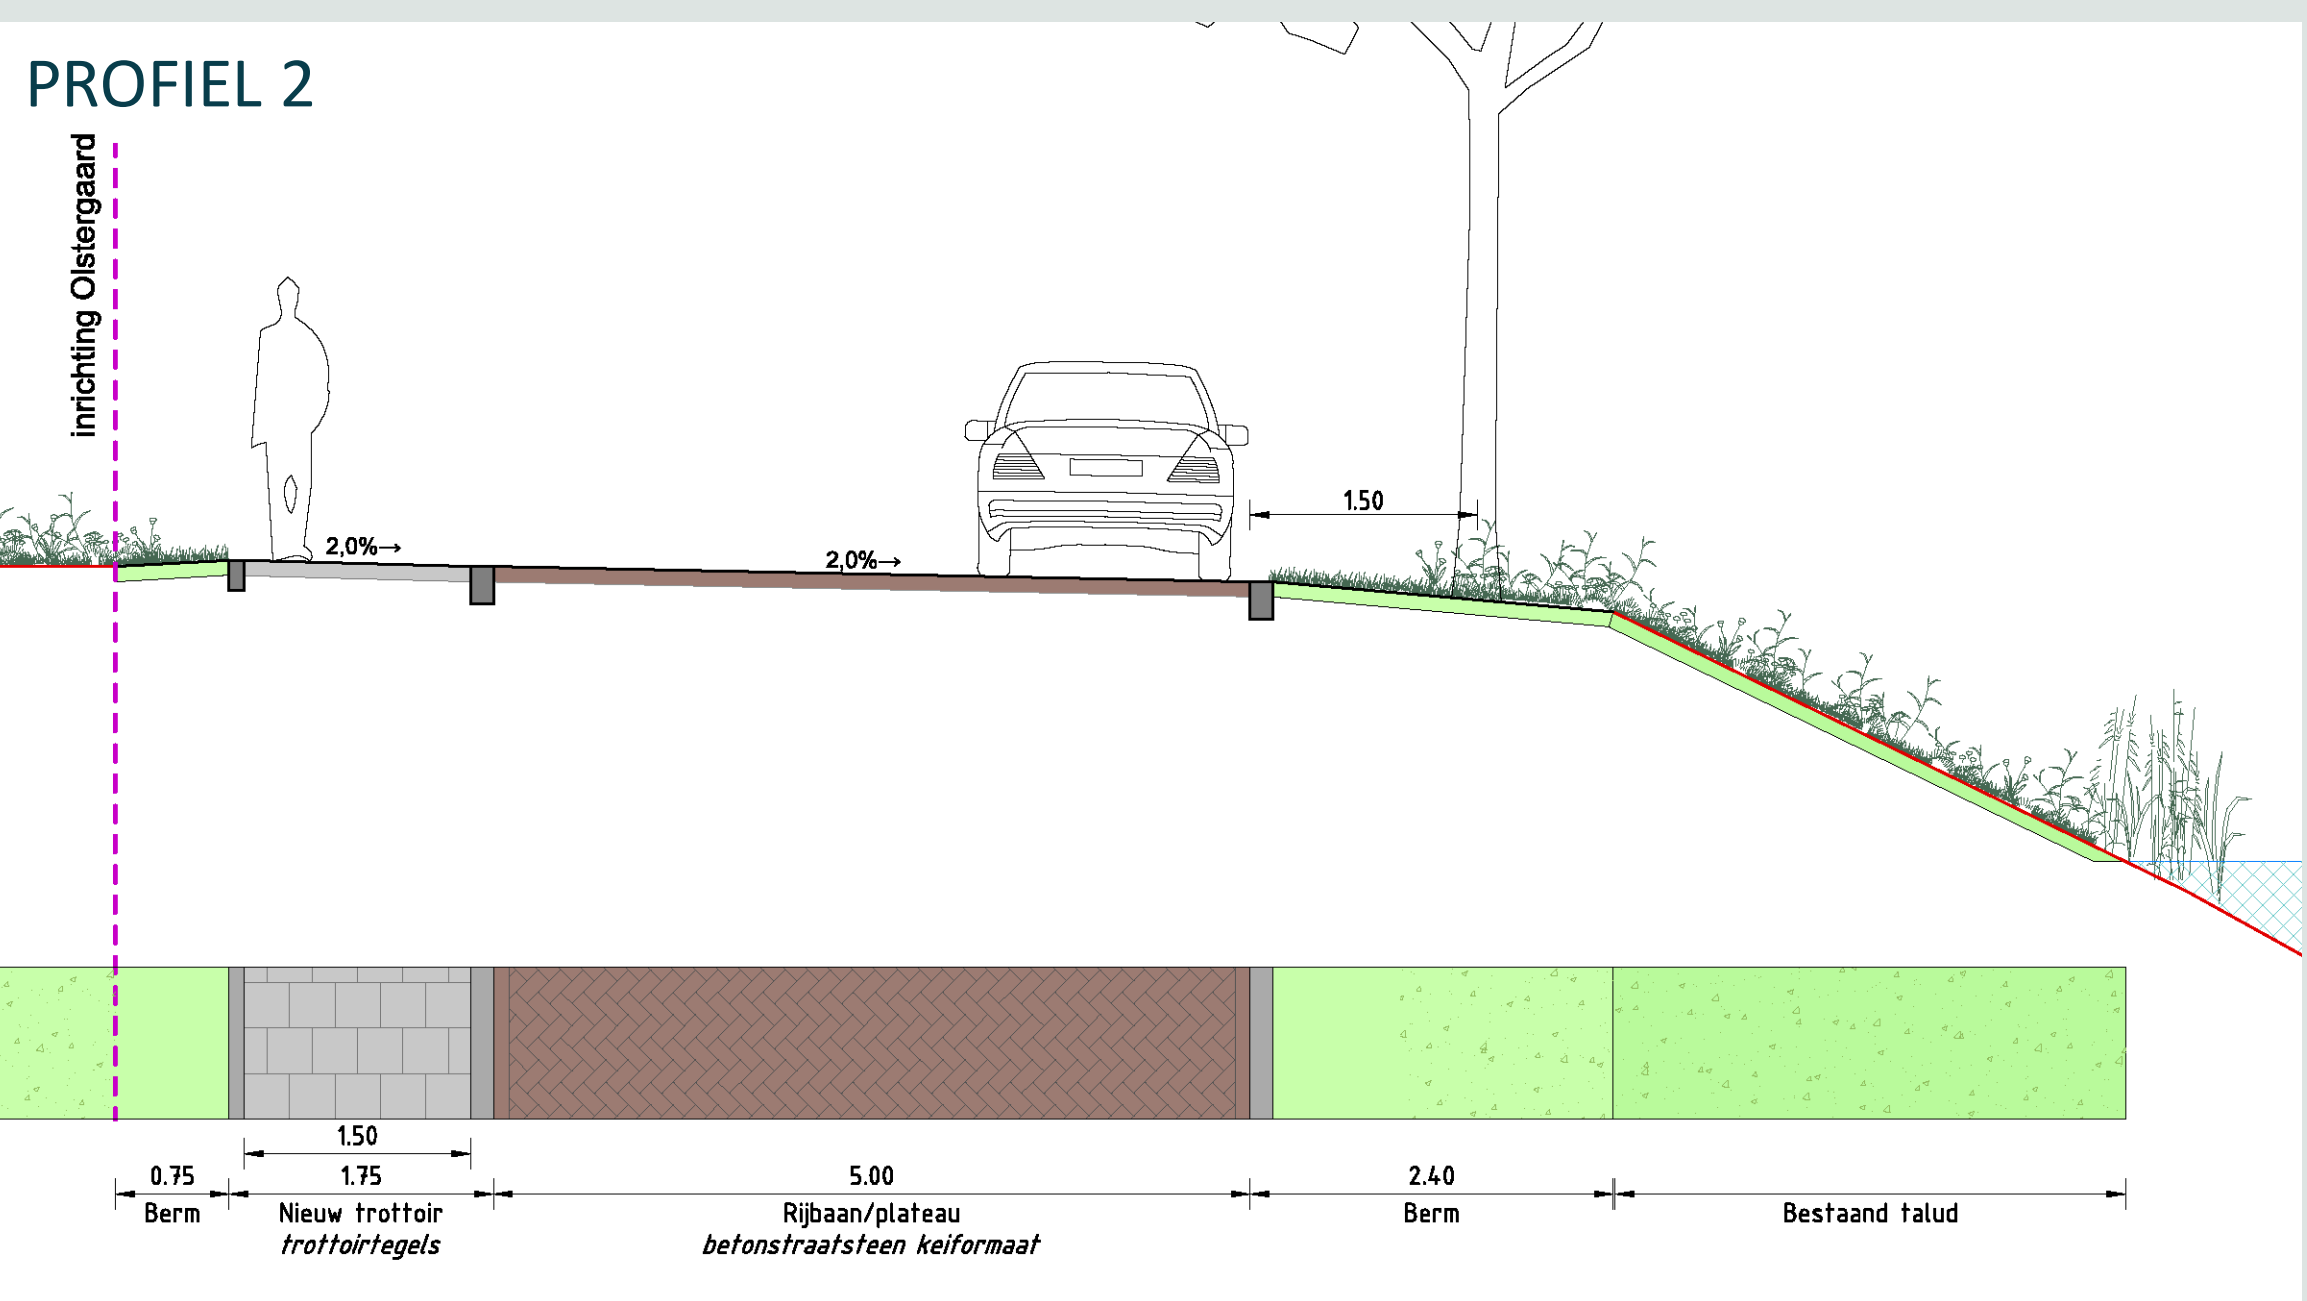 PROFIEL 2
inrichting Olstergaard
1.50
2,0%→
2,0%→
1.50
0.75
1.75
5.00
2.40
Berm
Nieuw trottoir
Rijbaan/plateau
Berm
Bestaand talud
trottoirtegels
betonstraatsteen keiformaat